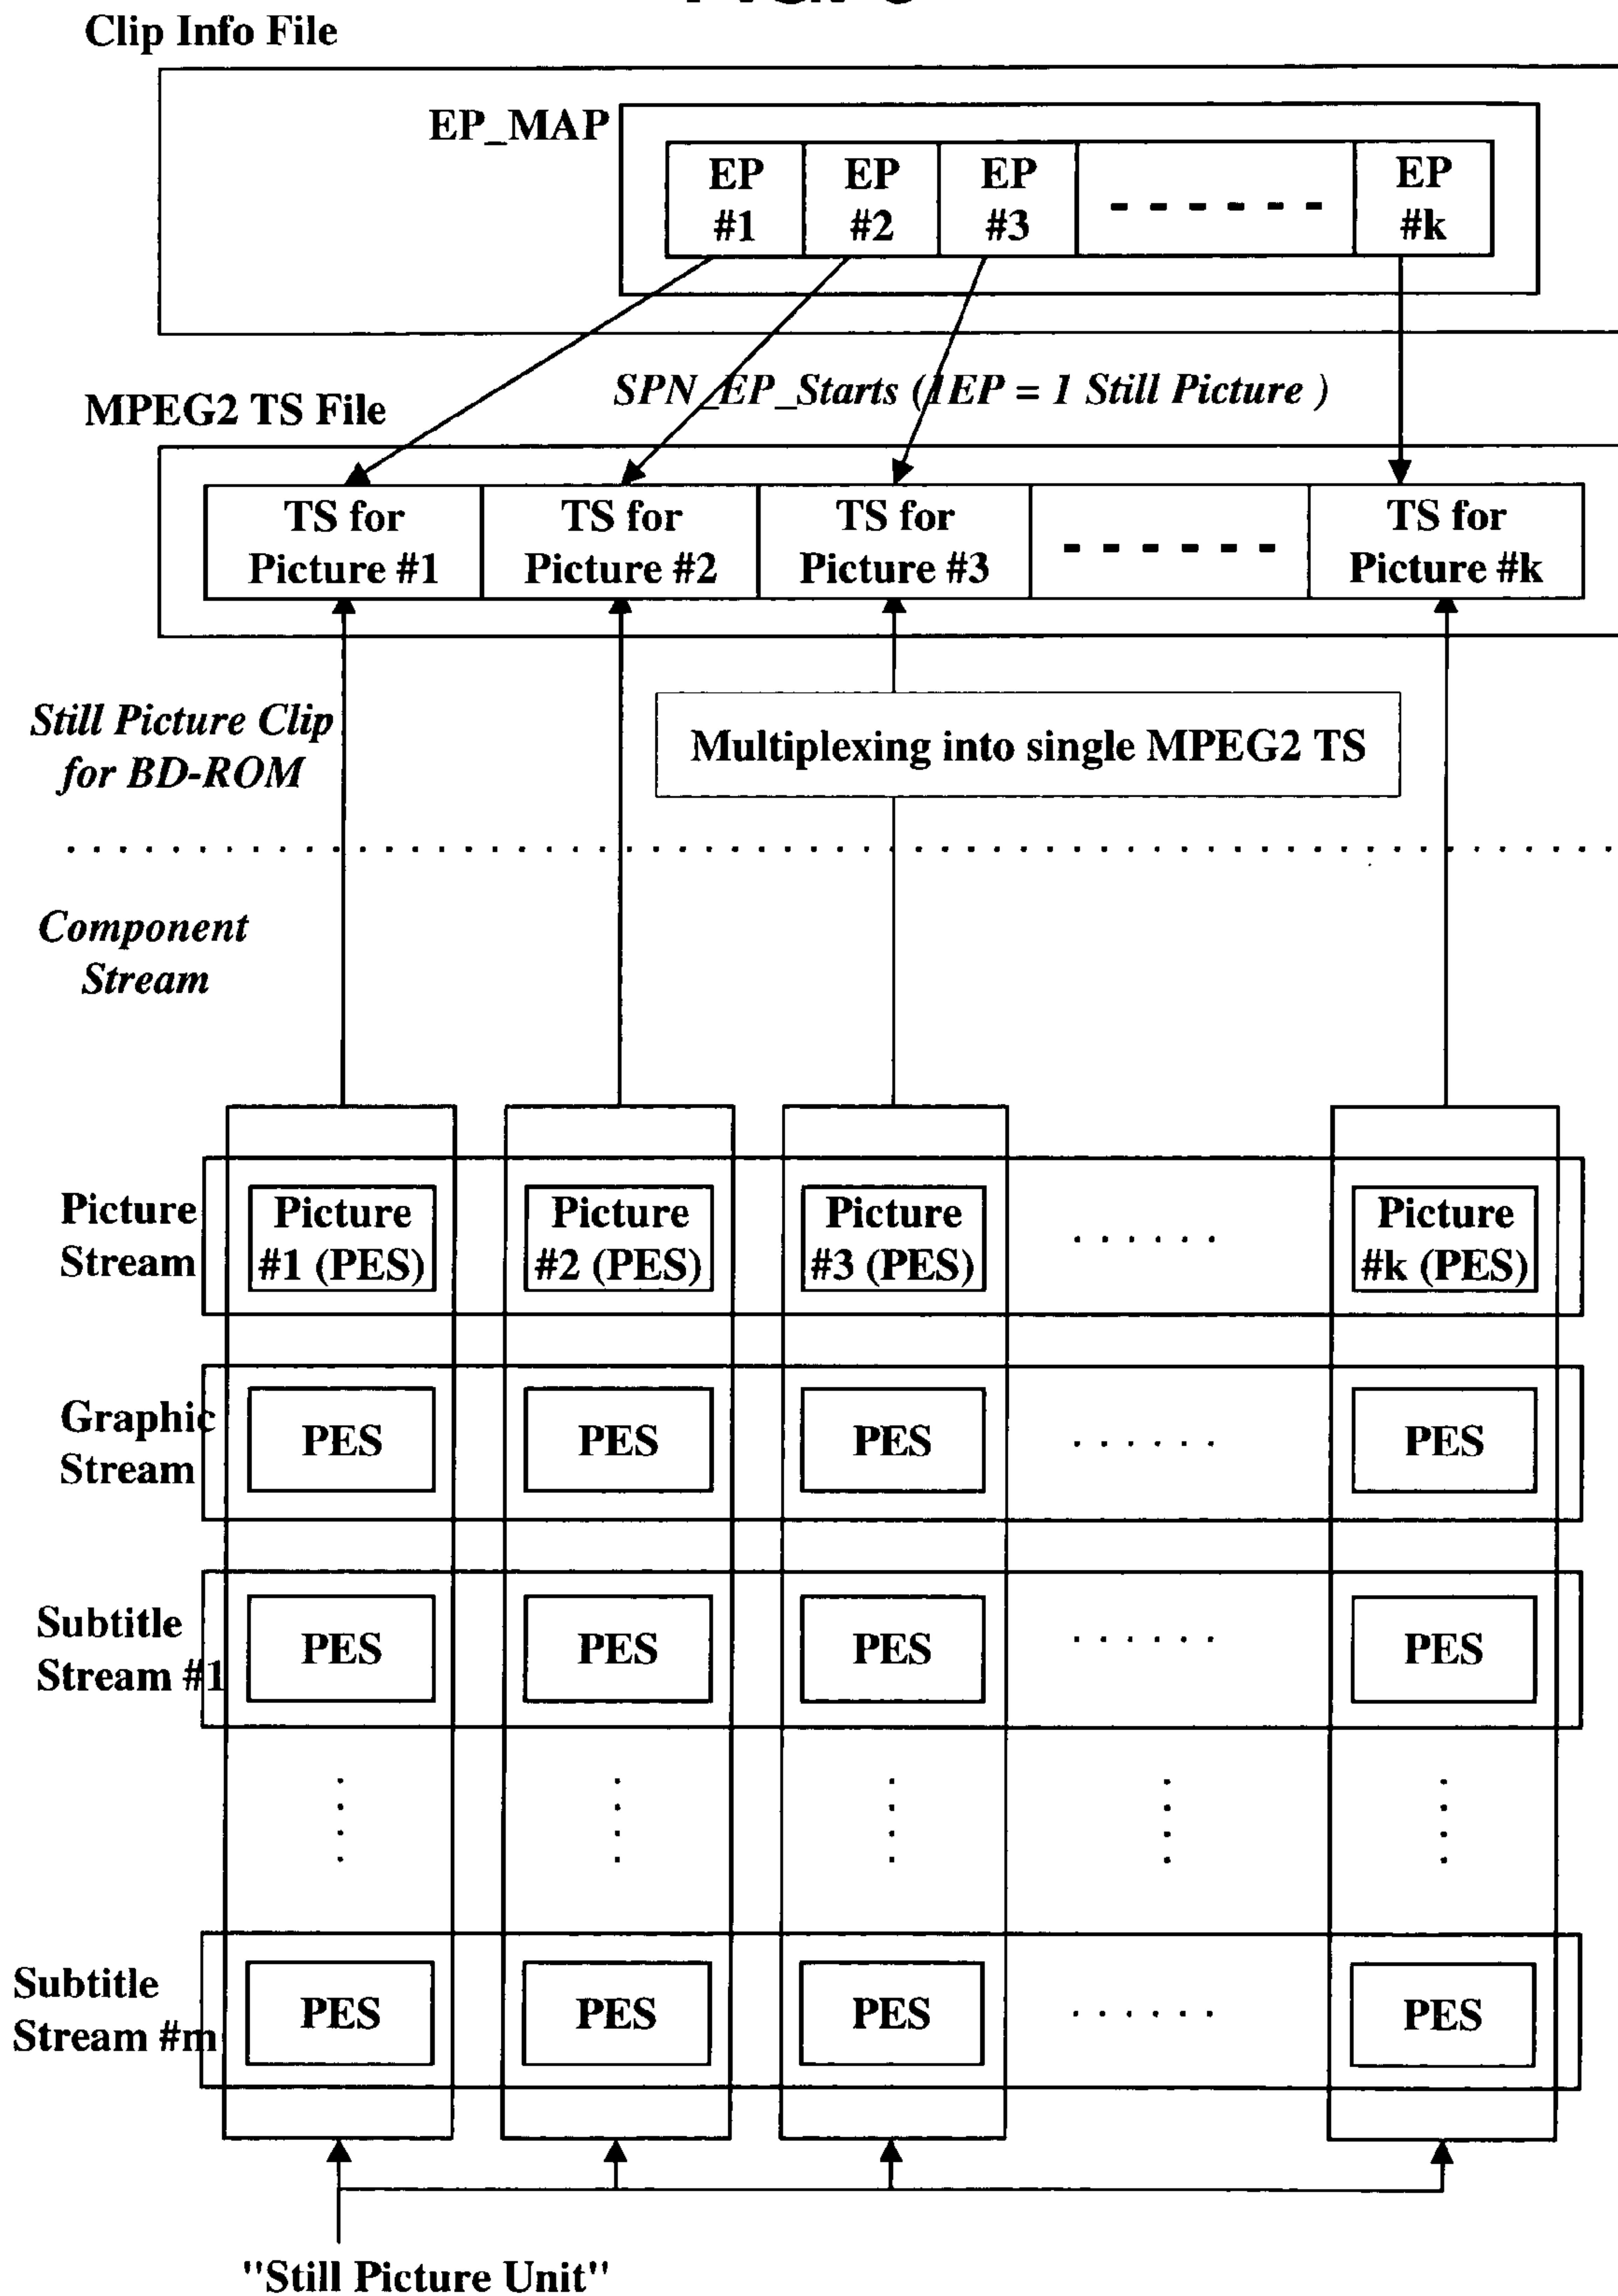 Clip Info File
EP_MAP
EP #1
EP #2
EP #3
EP #k
SPN_EP_Starts (1EP = 1 Still Picture )
MPEG2 TS File
TS for Picture #1
TS for Picture #2
TS for Picture #3
TS for Picture #k
Still Picture Clip
for BD-ROM
Multiplexing into single MPEG2 TS
Component
Stream
Picture
Stream
Picture #1 (PES)
Picture #2 (PES)
Picture #3 (PES)
Picture #k (PES)
Graphic
Stream
PES
PES
PES
PES
Subtitle
Stream #1
PES
PES
PES
PES
Subtitle
Stream #m
PES
PES
PES
PES
"Still Picture Unit"